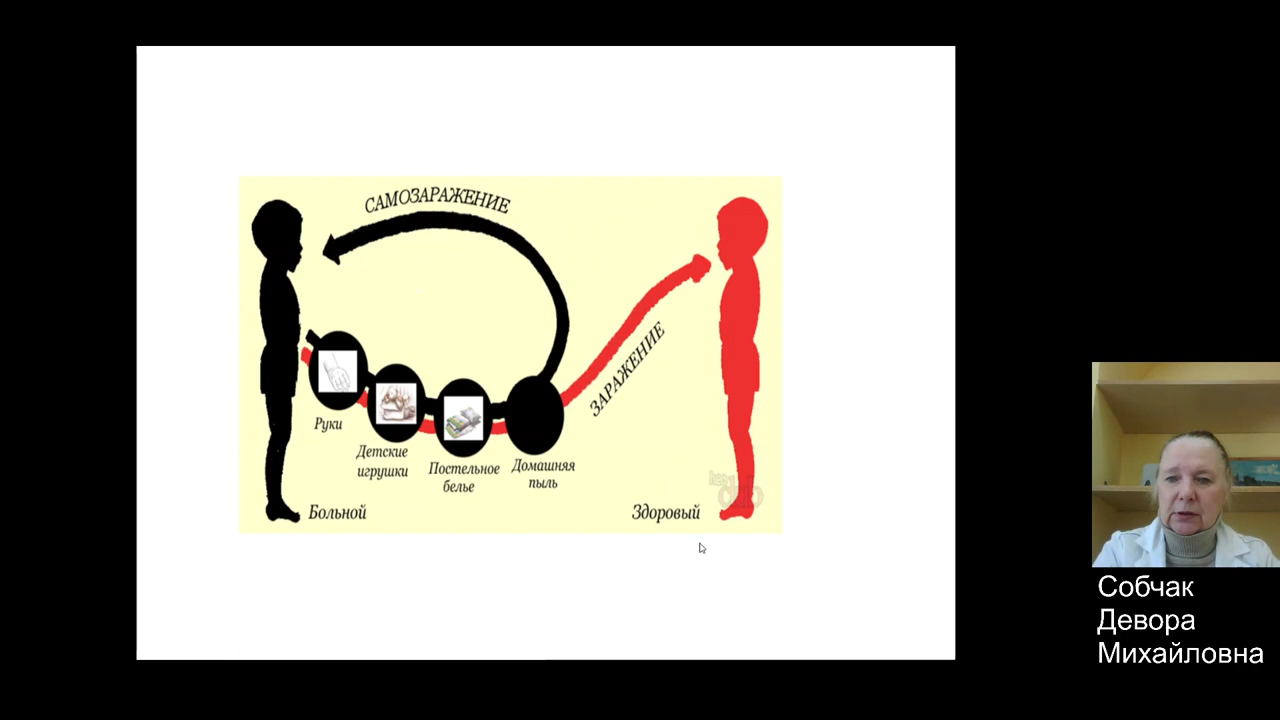 САМОЗАРАЖЕНИЕ
ЗАРАЖЕНИЕ
Руки
Детские
игрушки
Постельное
белье
Домашняя
пыль
Больной
Здоровый
Собчак
Девора
Михайловна